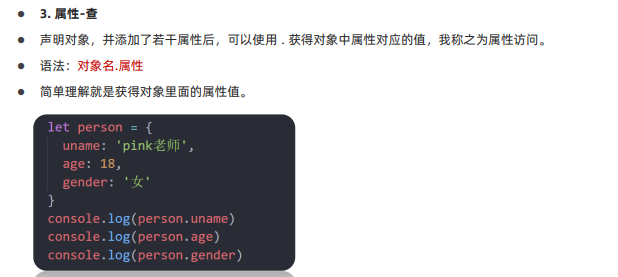 3. 属性-查
声明对象，并添加了若干属性后，可以使用 . 获得对象中属性对应的值，我称之为属性访问。
语法：对象名.属性
简单理解就是获得对象里面的属性值。
let person = {
  uname: 'pink老师',
  age: 18,
  gender: '女'
}
console.log(person.uname)
console.log(person.age)
console.log(person.gender)